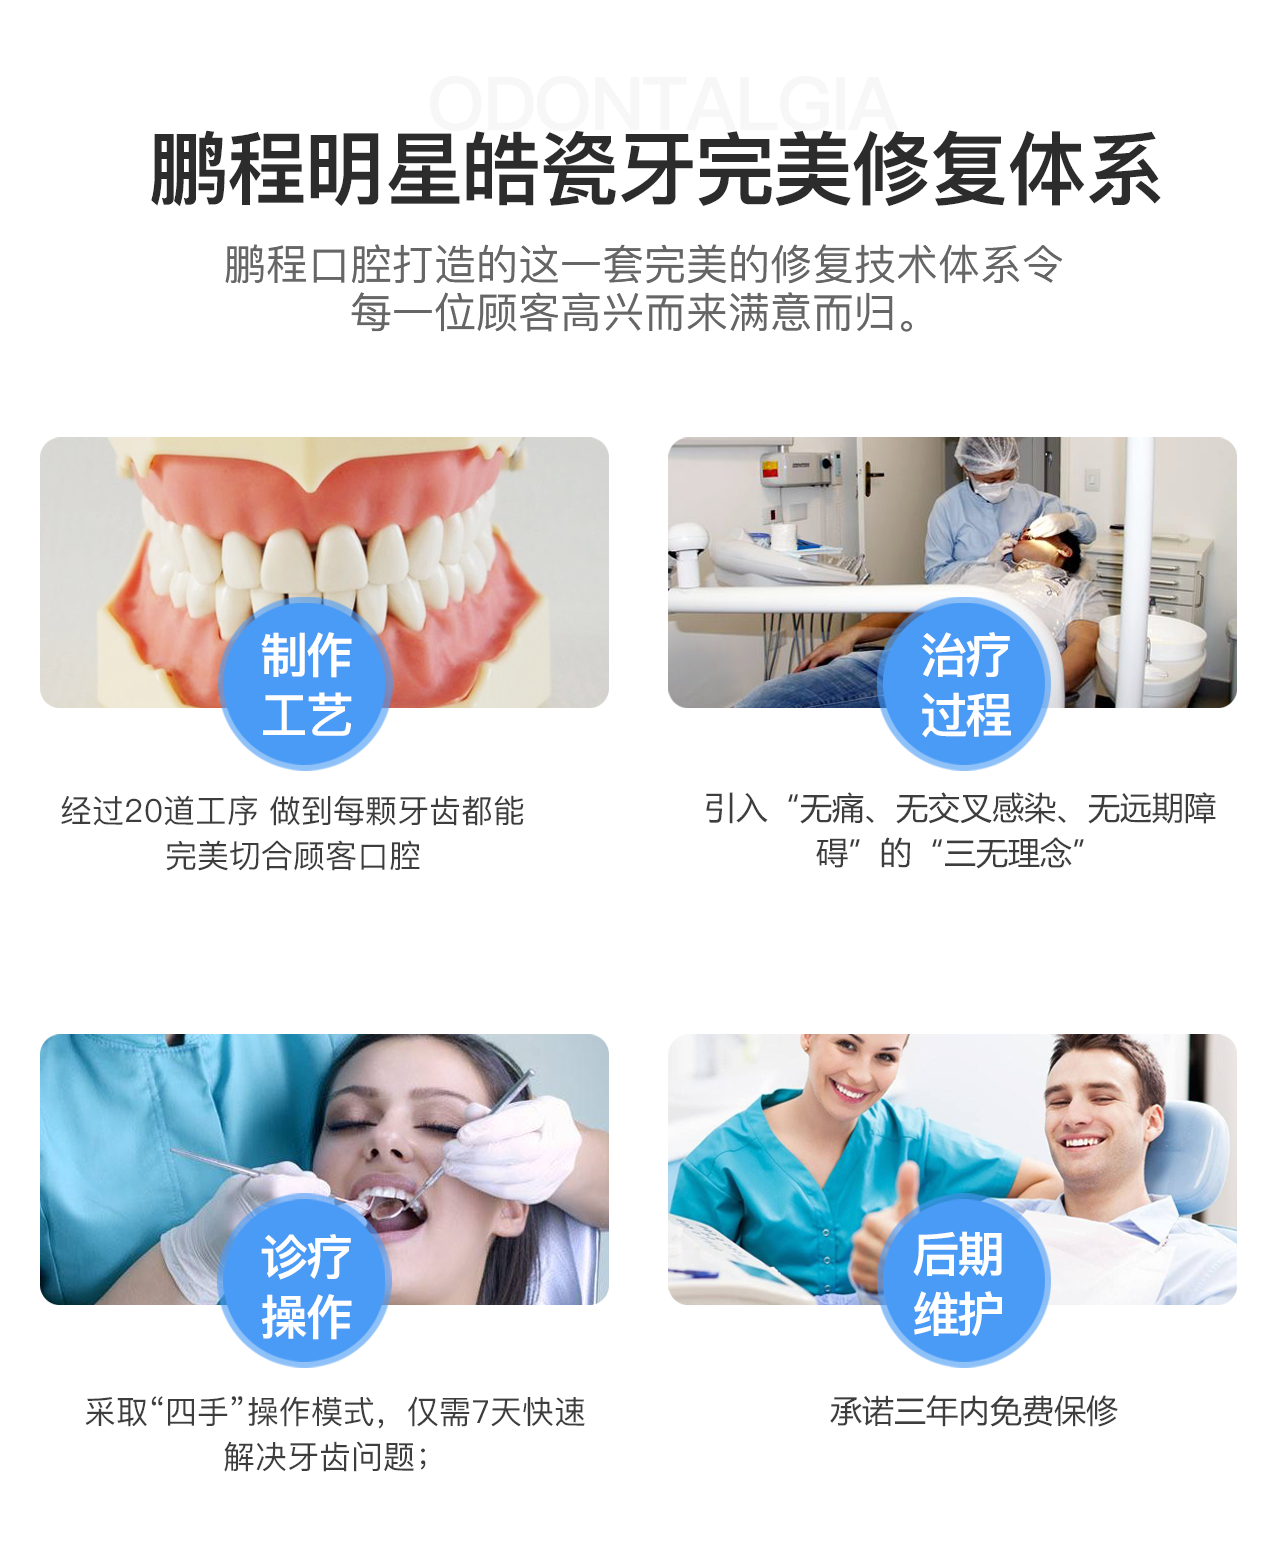 ODONTALGIA
鹏程明星皓瓷牙完美修复体系
鹏程口腔打造的这一套完美的修复技术体系令
每一位顾客高兴而来满意而归。
制作
工艺
经过20道工序 做到每颗牙齿都能
完美切合顾客口腔
治疗
过程
引入“无痛、无交叉感染、无远期障
碍”的“三无理念”
诊疗
操作
采取“四手”操作模式，仅需7天快速
解决牙齿问题；
后期
维护
承诺三年内免费保修